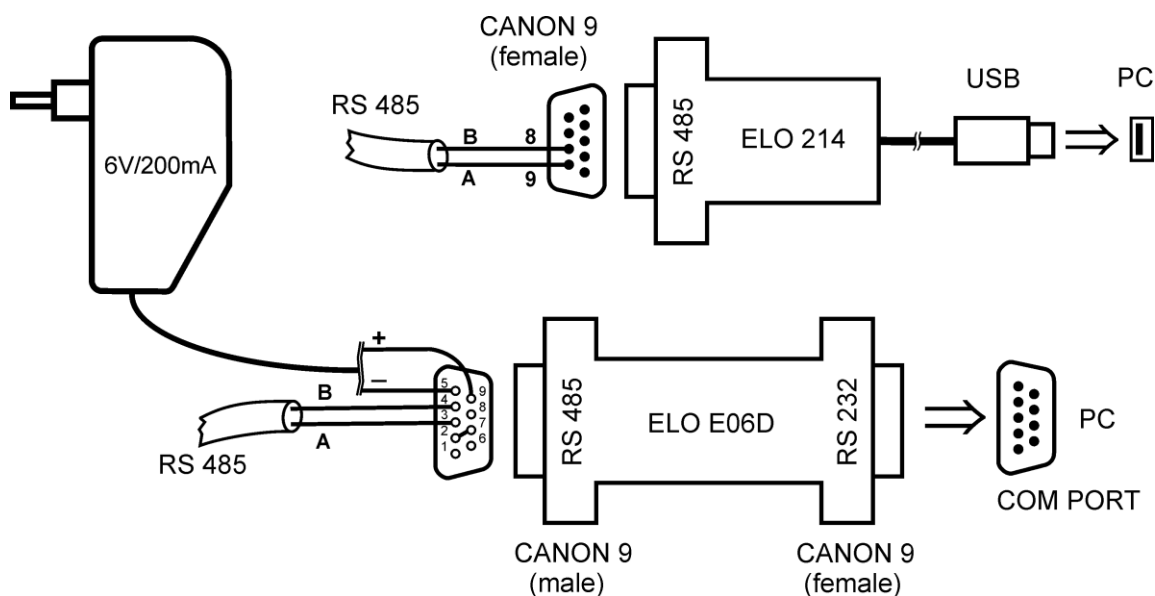 CANON 9
(female)
RS 485
B
8
A
9
RS 485
ELO 214
USB
PC
6V/200mA
+
–
B
A
RS 485
5
4
3
2
1
9
8
7
6
RS 485
ELO E06D
RS 232
PC
COM PORT
CANON 9
(male)
CANON 9
(female)